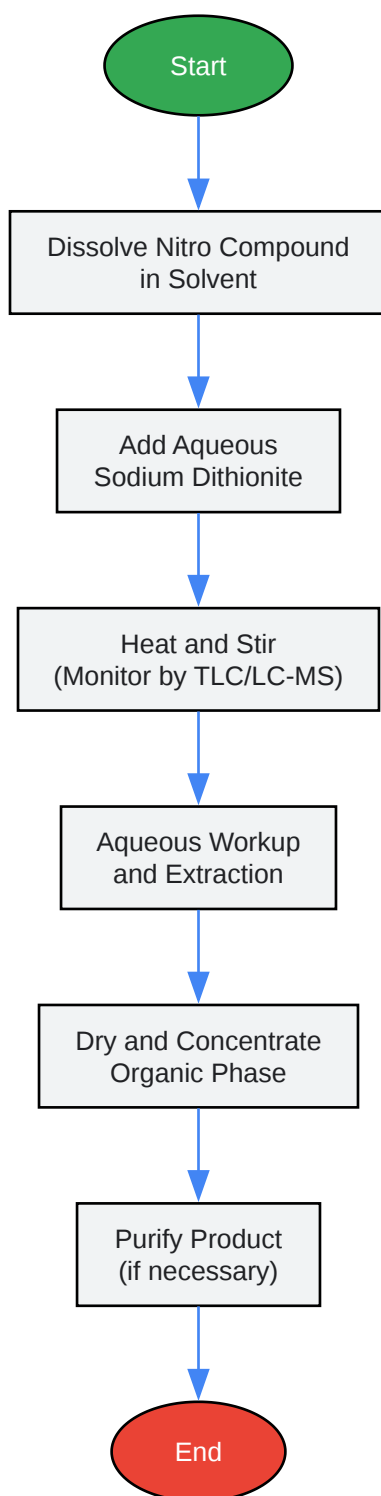 Start
Dissolve Nitro Compound
in Solvent
Add Aqueous
Sodium Dithionite
Heat and Stir
(Monitor by TLC/LC-MS)
Aqueous Workup
and Extraction
Dry and Concentrate
Organic Phase
Purify Product
(if necessary)
End